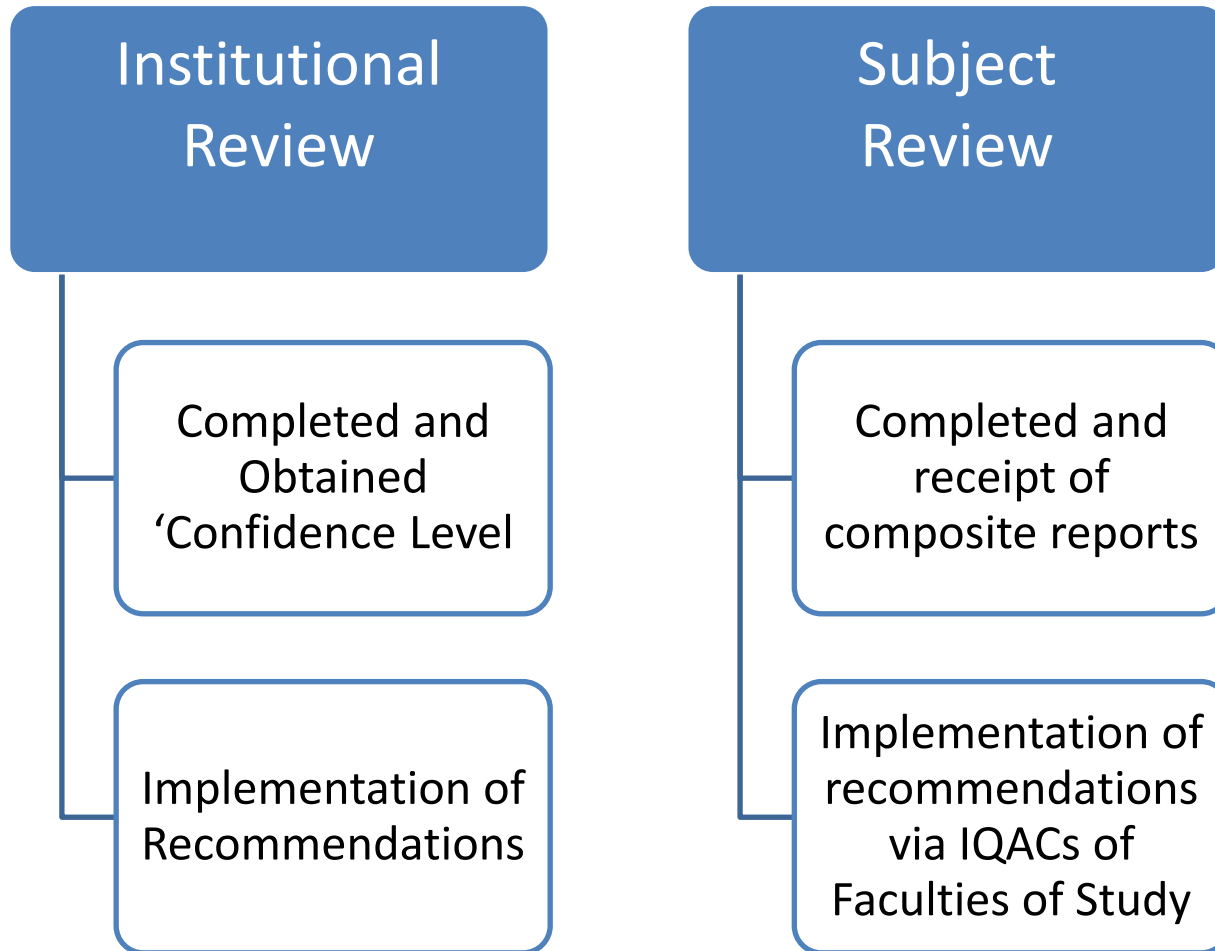 Institutional
Review
Completed and
Obtained
‘Confidence Level
Implementation of
Recommendations
Subject
Review
Completed and
receipt of
composite reports
Implementation of
recommendations
via IQACs of
Faculties of Study